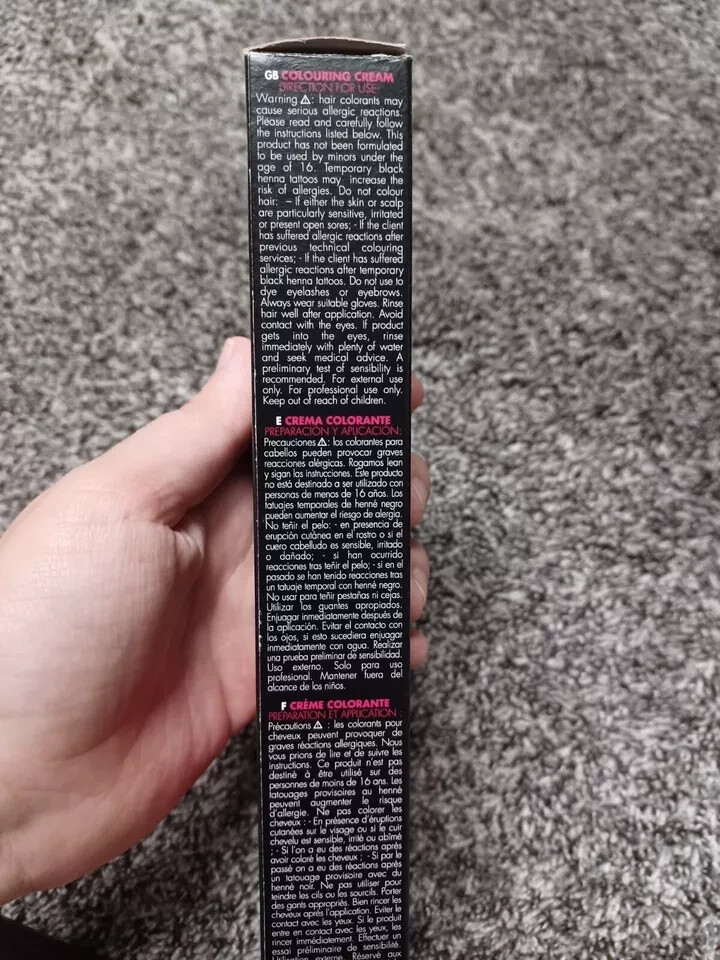 GB COLOURING CREAM
DIRECTION FOR USE:
Warning ⚠: hair colorants may
cause serious allergic reactions.
Please read and carefully follow
the instructions listed below. This
product has not been formulated
to be used by minors under the
age of 16. Temporary black
henna tattoos may increase the
risk of allergies. Do not colour
hair: – If either the skin or scalp
are particularly sensitive, irritated
or present open sores; - If the client
has suffered allergic reactions after
previous technical colouring
services; - If the client has suffered
allergic reactions after temporary
black henna tattoos. Do not use to
dye eyelashes or eyebrows.
Always wear suitable gloves. Rinse
hair well after application. Avoid
contact with the eyes. If product
gets into the eyes, rinse
immediately with plenty of water
and seek medical advice. A
preliminary test of sensibility is
recommended. For external use
only. For professional use only.
Keep out of reach of children.
E CREMA COLORANTE
PREPARACIÓN Y APLICACIÓN:
Precauciones ⚠: los colorantes para
cabellos pueden provocar graves
reacciones alérgicas. Rogamos lean
y sigan las instrucciones. Este producto
no está destinado a ser utilizado con
personas de menos de 16 años. Los
tatuajes temporales de henné negro
pueden aumentar el riesgo de alergia.
No teñir el pelo: - en presencia de
erupción cutánea en el rostro o si el
cuero cabelludo es sensible, irritado
o dañado; - si han ocurrido
reacciones tras teñir el pelo; - si en el
pasado se han tenido reacciones tras
un tatuaje temporal con henné negro.
No usar para teñir pestañas ni cejas.
Utilizar los guantes apropiados.
Enjuagar inmediatamente después de
la aplicación. Evitar el contacto con
los ojos, si esto sucediera enjuagar
inmediatamente con agua. Realizar
una prueba preliminar de sensibilidad.
Uso externo. Solo para uso
profesional. Mantener fuera del
alcance de los niños.
F CRÈME COLORANTE
PREPARATION ET APPLICATION :
Précautions ⚠ : les colorants pour
cheveux peuvent provoquer de
graves réactions allergiques. Nous
vous prions de lire et de suivre les
instructions. Ce produit n'est pas
destiné à être utilisé sur des
personnes de moins de 16 ans. Les
tatouages provisoires au henné
peuvent augmenter le risque
d'allergie. Ne pas colorer les
cheveux : - En présence d'éruptions
cutanées sur le visage ou si le cuir
chevelu est sensible, irrité ou abîmé
; - Si l'on a eu des réactions après
avoir coloré les cheveux ; - Si par le
passé on a eu des réactions après
un tatouage provisoire avec du
henné noir. Ne pas utiliser pour
teindre les cils ou les sourcils. Porter
des gants appropriés. Bien rincer les
cheveux après l'application. Eviter le
contact avec les yeux. Si le produit
entre en contact avec les yeux, les
rincer immédiatement. Effectuer un
essai préliminaire de sensibilité.
Utilisation externe. Réservé aux